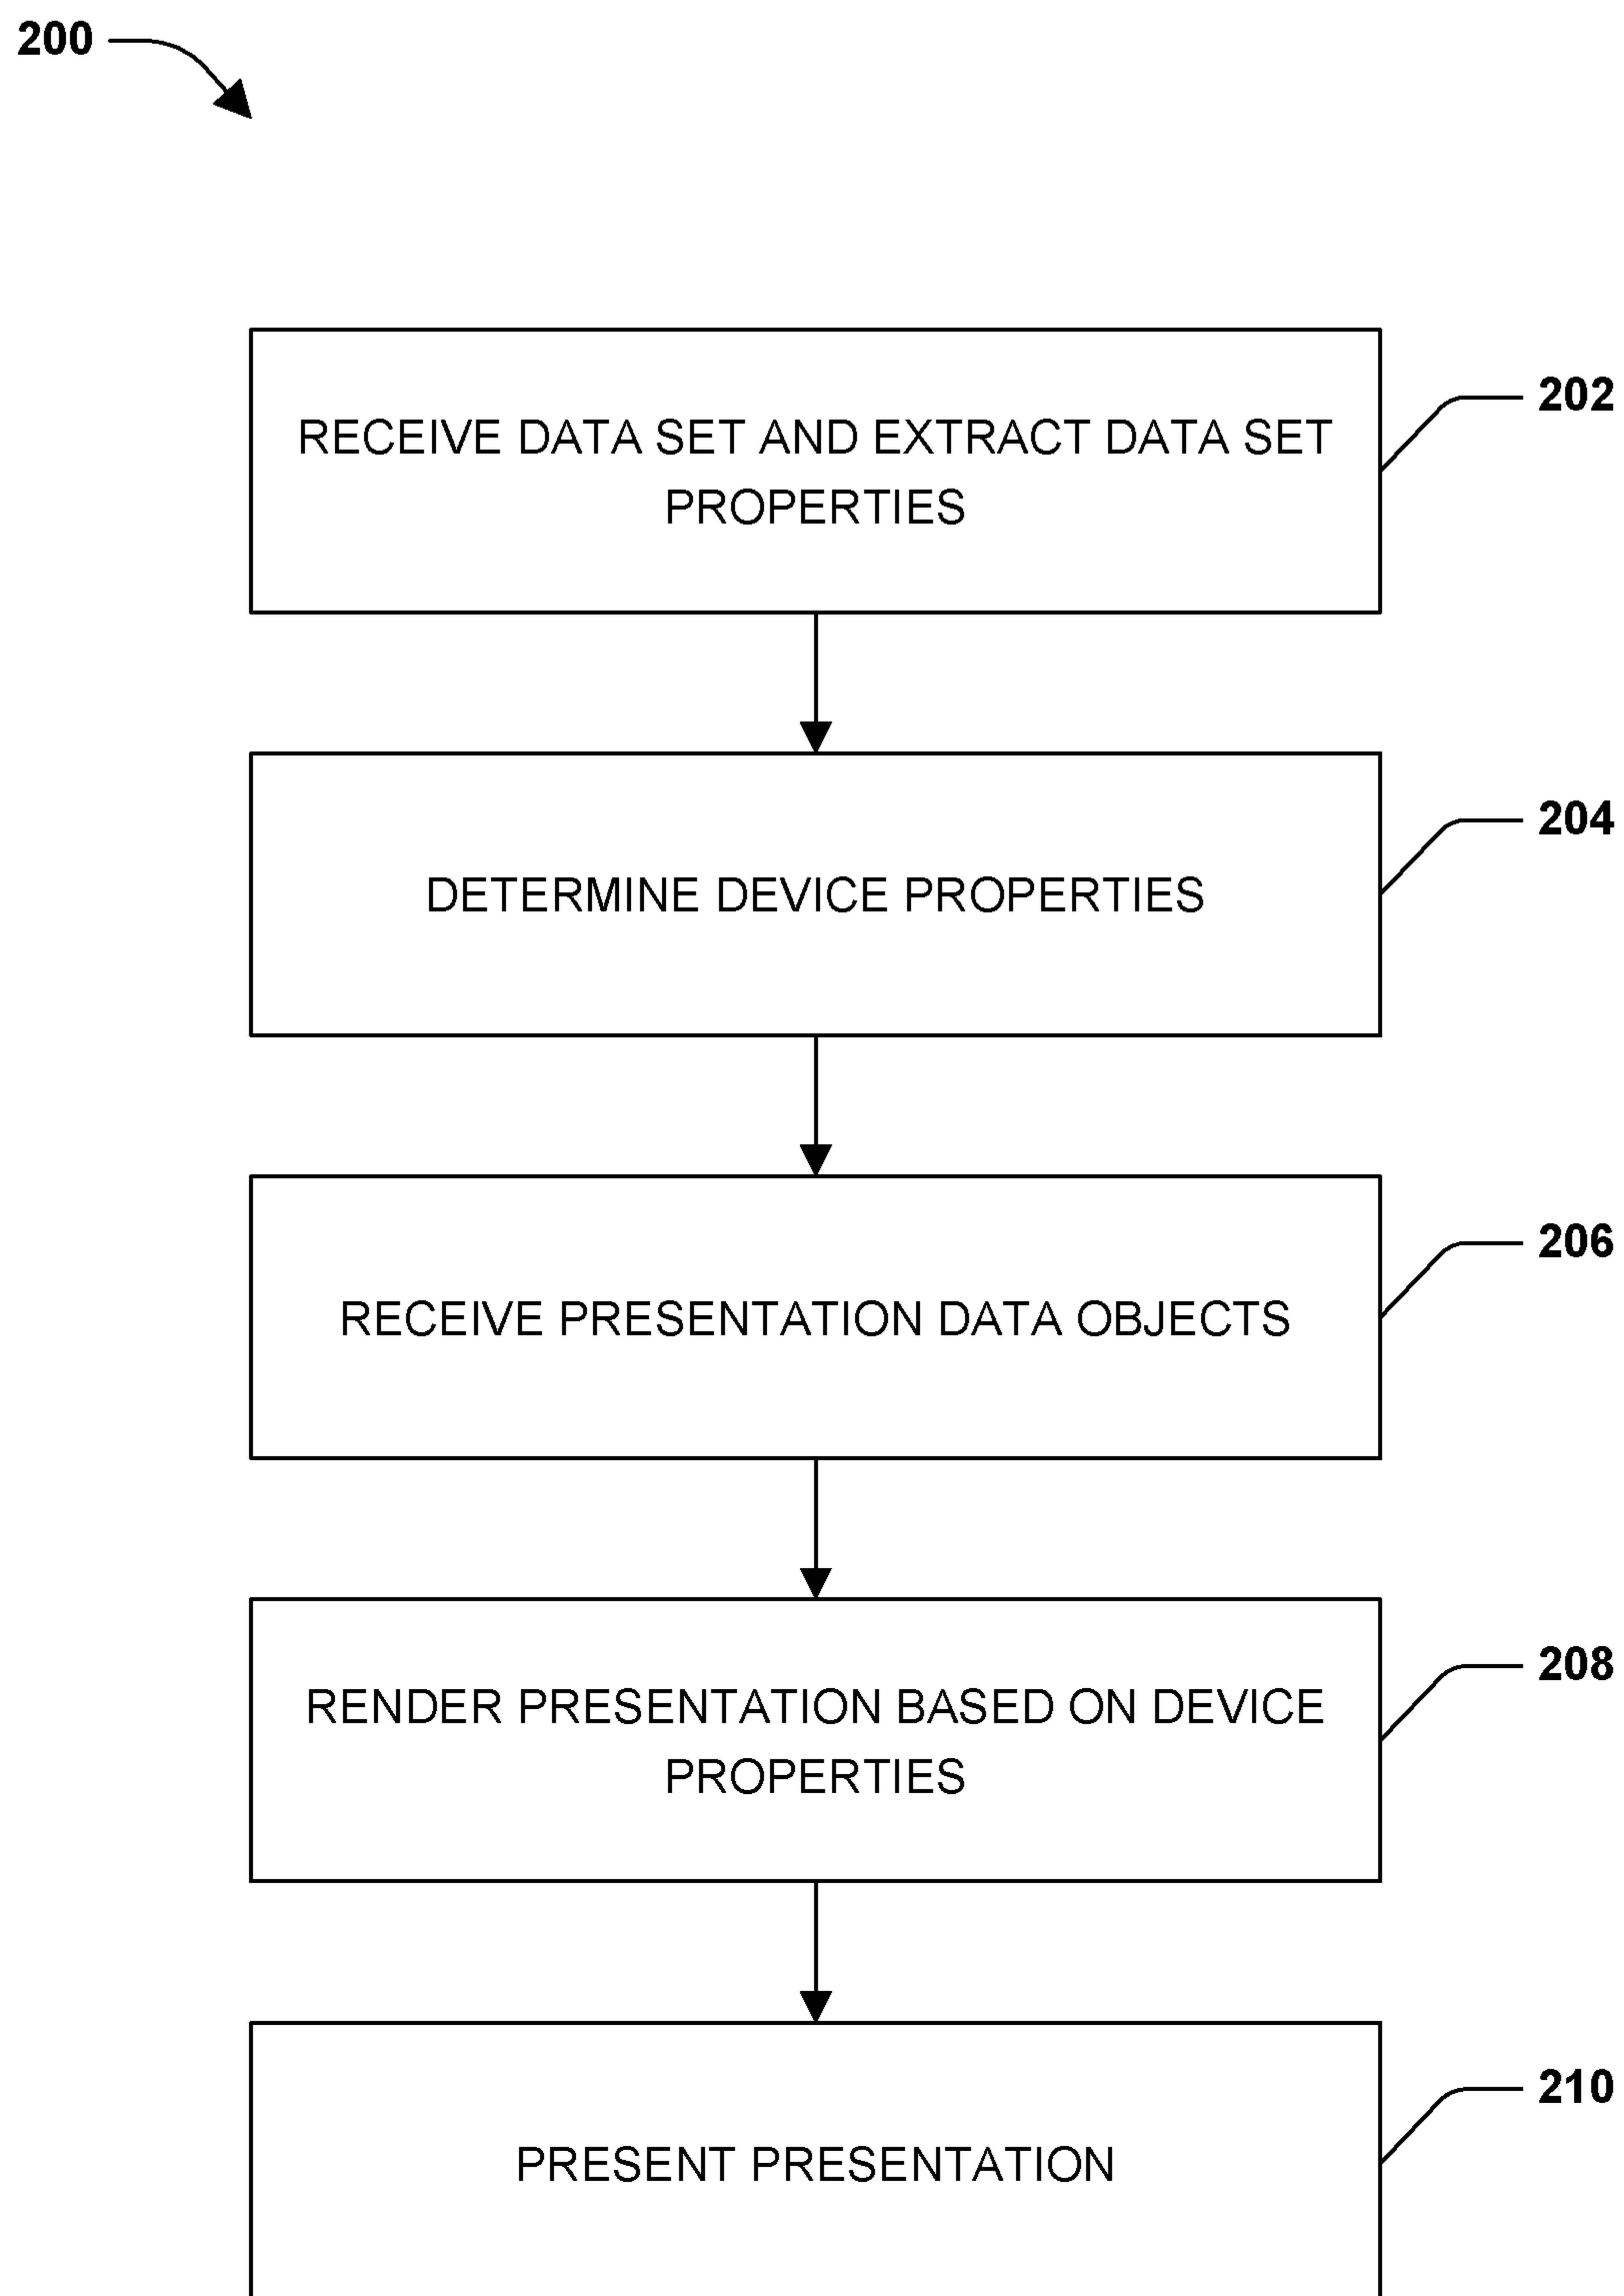 200
RECEIVE DATA SET AND EXTRACT DATA SET
PROPERTIES
202
DETERMINE DEVICE PROPERTIES
204
RECEIVE PRESENTATION DATA OBJECTS
206
RENDER PRESENTATION BASED ON DEVICE
PROPERTIES
208
PRESENT PRESENTATION
210